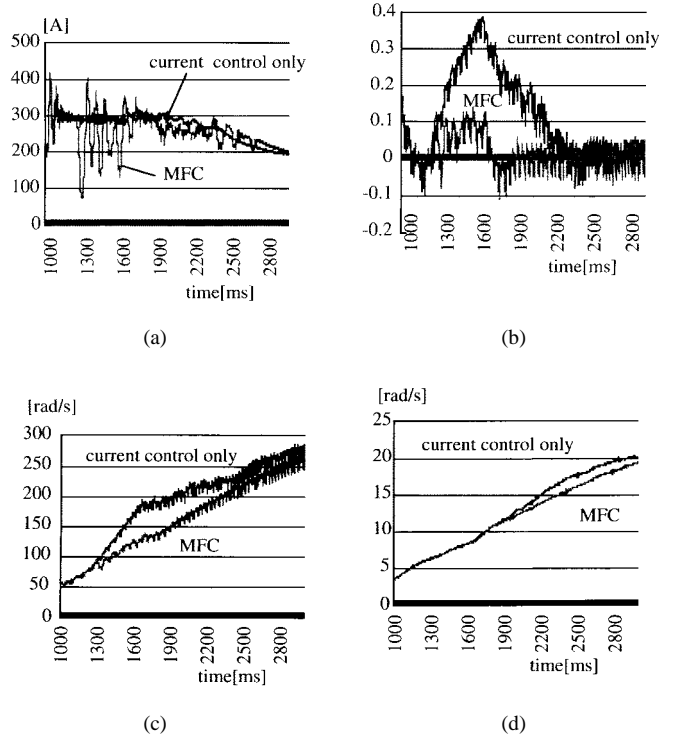 [A]
500
400
300
200
100
0
current control only
MFC
1000
1300
1600
1900
2200
2500
2800
time[ms]
(a)
0.4
0.3
0.2
0.1
0
-0.1
-0.2
current control only
MFC
1000
1300
1600
1900
2200
2500
2800
time[ms]
(b)
[rad/s]
300
250
200
150
100
50
0
current control only
MFC
1000
1300
1600
1900
2200
2500
2800
time[ms]
(c)
[rad/s]
25
20
15
10
5
0
current control only
MFC
1000
1300
1600
1900
2200
2500
2800
time[ms]
(d)